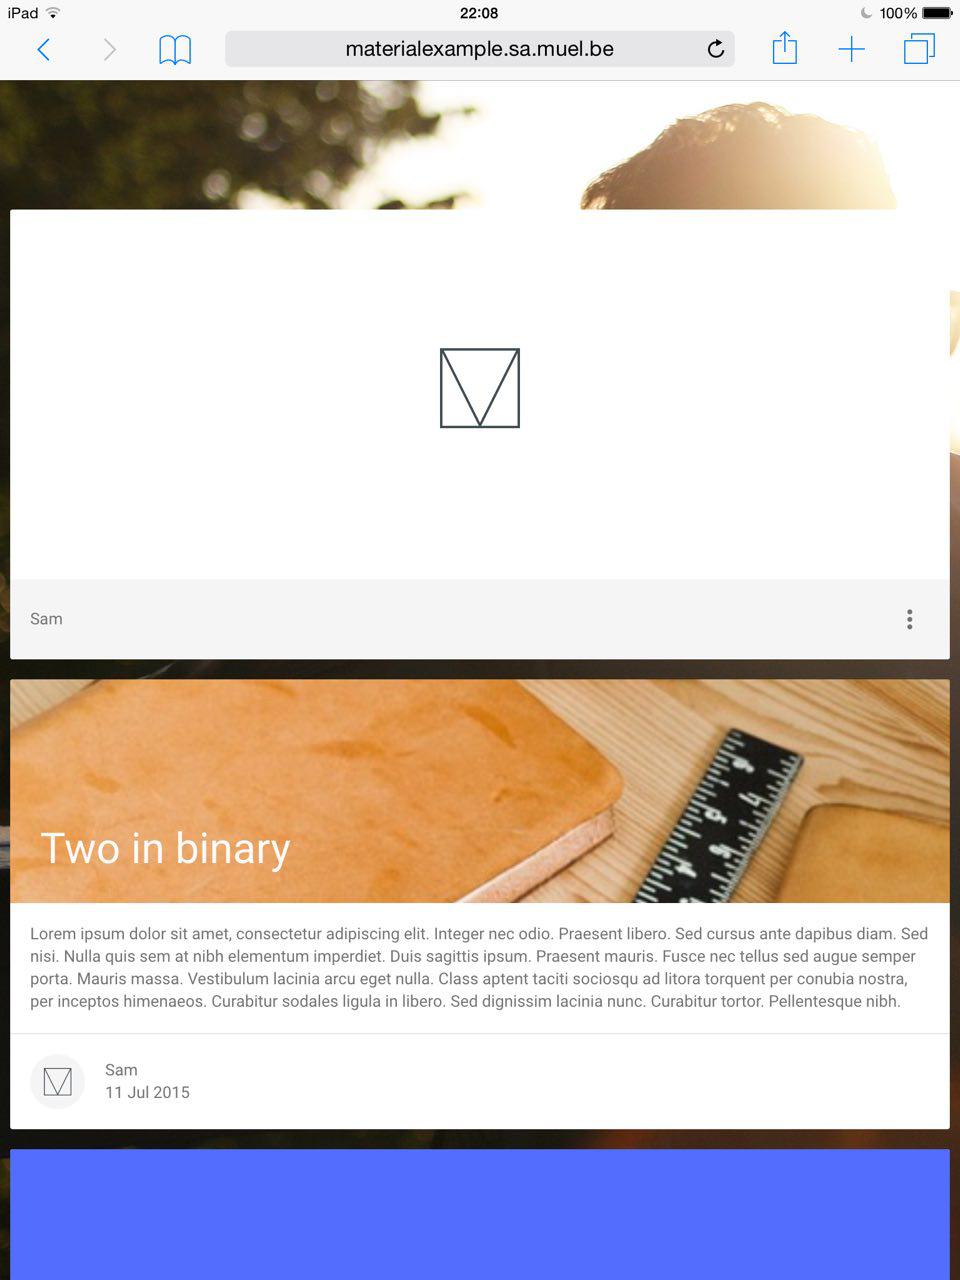 iPad
22:08
100%
materialexample.sa.muel.be
Sam
Two in binary
Lorem ipsum dolor sit amet, consectetur adipiscing elit. Integer nec odio. Praesent libero. Sed cursus ante dapibus diam. Sed
nisi. Nulla quis sem at nibh elementum imperdiet. Duis sagittis ipsum. Praesent mauris. Fusce nec tellus sed augue semper
porta. Mauris massa. Vestibulum lacinia arcu eget nulla. Class aptent taciti sociosqu ad litora torquent per conubia nostra,
per inceptos himenaeos. Curabitur sodales ligula in libero. Sed dignissim lacinia nunc. Curabitur tortor. Pellentesque nibh.
Sam
11 Jul 2015